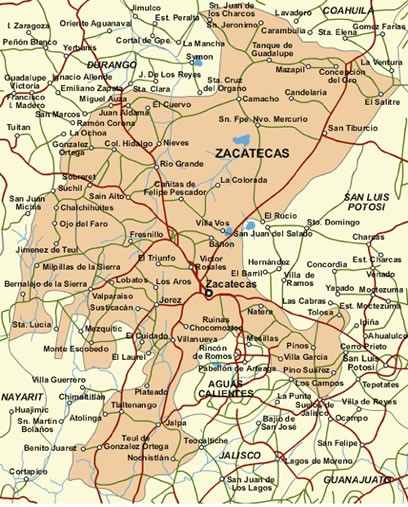 Jimulco
Sn. Juan de
los Charcos
Lavadero
COAHUILA
I. Zaragoza
Oriente Aguanaval
Est. Peralta
Sn. Jeronimo
Carambulia
Sta. Elena
Gomez Farias
Peñón Blanco
Yerbanis
Cortal de Gpe.
La Mancha
Tanque de
Guadalupe
DURANGO
Symon
La Ventura
Guadalupe
Victoria
Ignacio Allende
J. De Los Reyes
Mazapil
Concepción
del Oro
Emiliano Zapata
Sta. Clara
Sta. Cruz
del Organo
Candelaria
Francisco
I. Madero
Miguel Auza
El Cuervo
Camacho
El Salitre
San Marcos
Juan Aldama
Ramón Corona
Sn. Fpe. Nvo. Mercurio
San Tiburcio
Tuitan
La Ochoa
Gonzalez
Ortega
Col. Hidalgo
Nieves
ZACATECAS
Rio Grande
Sombreret
Suchil
Cañitas de
Felipe Pescador
La Colorada
San Juan
Michis
Sain Alto
SAN LUIS
POTOSI
Chalchihuites
Villa Vos
El Rucio
Ojo del Faro
Sto. Domingo
Fresnillo
San Juan del Salado
Charcas
Jimenez de Teul
Bañon
Est. Charcas
Milpillas de la Sierra
El Triunfo
Victor
Rosales
Hernández
Concordia
Venado
Bernalejo de la Sierra
Lobatos
Los Aros
El Barril
Villa de
Ramos
Yapado
Moctezuma
Valparaiso
Zacatecas
Sustticacán
Jerez
Las Cabras
Est. Moctezuma
Ruinas
Chocomoztloc
Natera
Tolosa
Sta. Lucia
Mezquitic
Ipiña
El Cuidado
Villanueva
Mesillas
Ahualulco
Monte Escobedo
Rincón
de Romos
Pinos
Cerro Prieto
El Laurel
Villa Garcia
San Luis
Potosi
Pabellón de Arteaga
Pino Suarez
Villa Guerrero
AGUAS
CALIENTES
Los Campos
Tepetates
NAYARIT
Chimaltitlan
Plateado
La Punta
Villa de Reyes
Huajimic
Tlaltenango
Suelos de
Jalisco
Sn. Martin
Bolaños
Atolinga
Bajio de
San José
Ocampo
Jalpa
Teul de
Gonzalez Ortega
Teocaltiche
San Felipe
Benito Juarez
Nochistlán
JALISCO
Lagos de Moreno
Cortapico
San Juan de
Los Lagos
GUANAJUATO